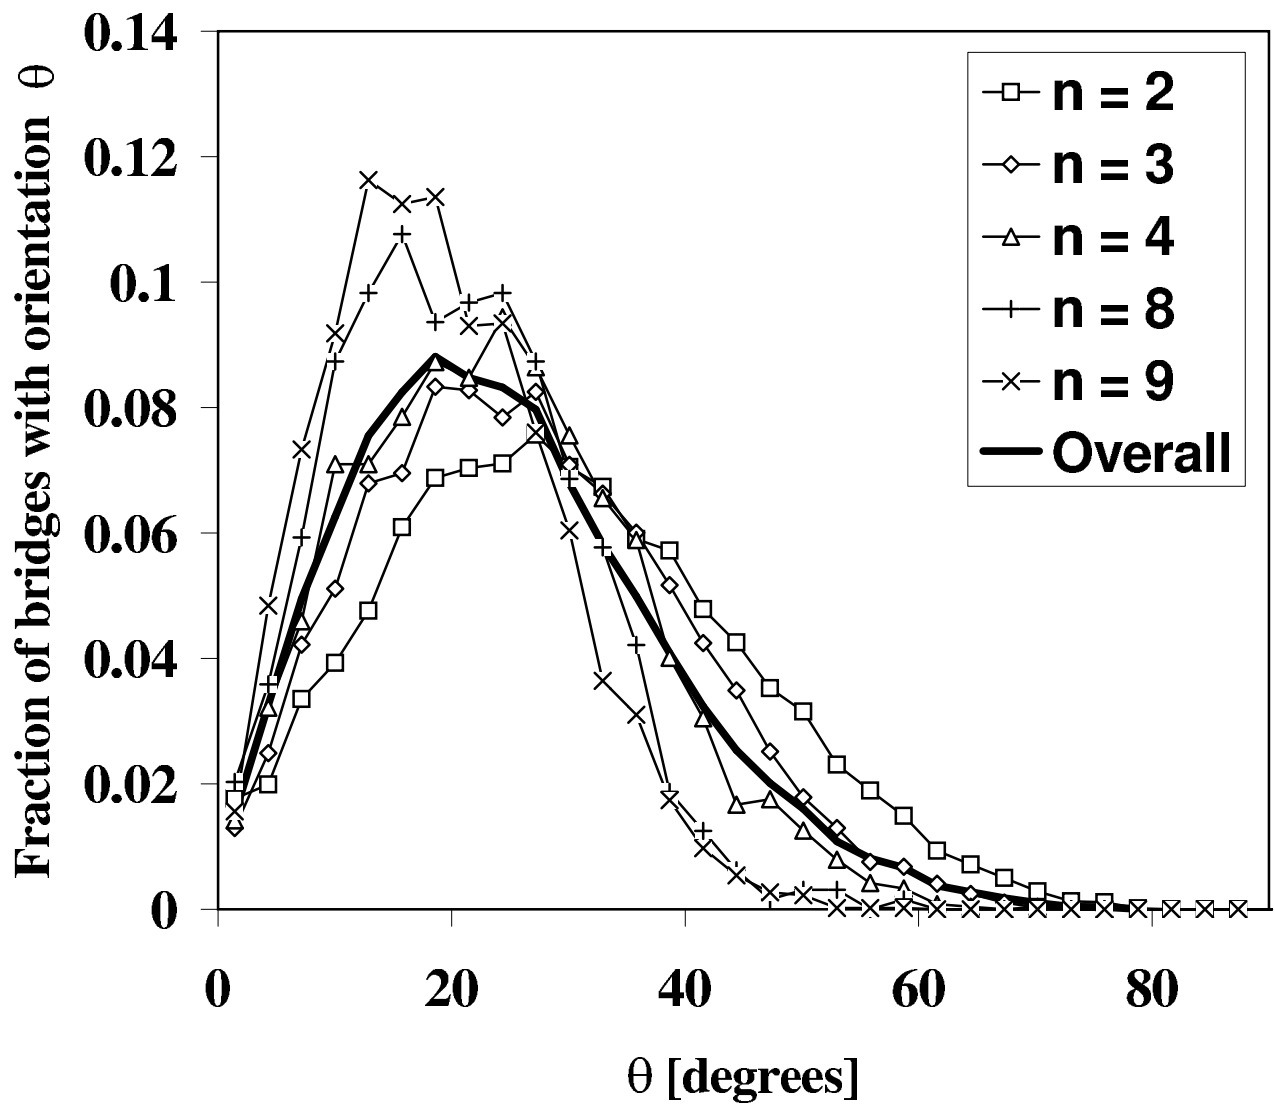 Fraction of bridges with orientation θ
0.14
0.12
0.1
0.08
0.06
0.04
0.02
0
0 20 40 60 80
θ [degrees]
n = 2
n = 3
n = 4
n = 8
n = 9
Overall